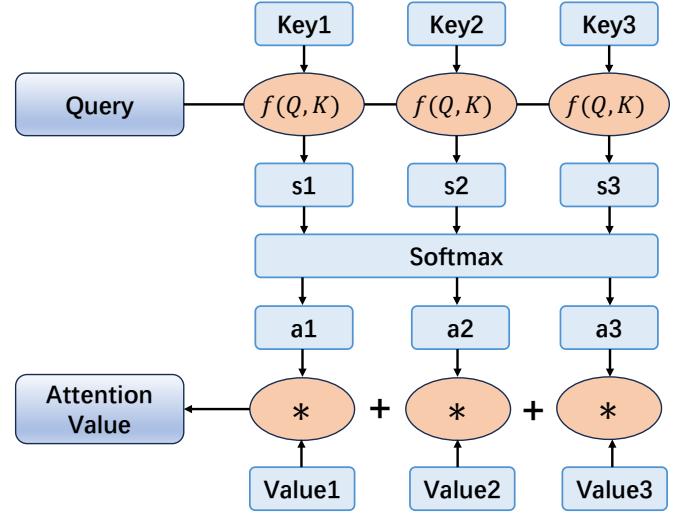 Key1 Key2 Key3
Query f(Q,K) f(Q,K) f(Q,K)
s1 s2 s3
Softmax
a1 a2 a3
Attention
Value
* + * + *
Value1 Value2 Value3